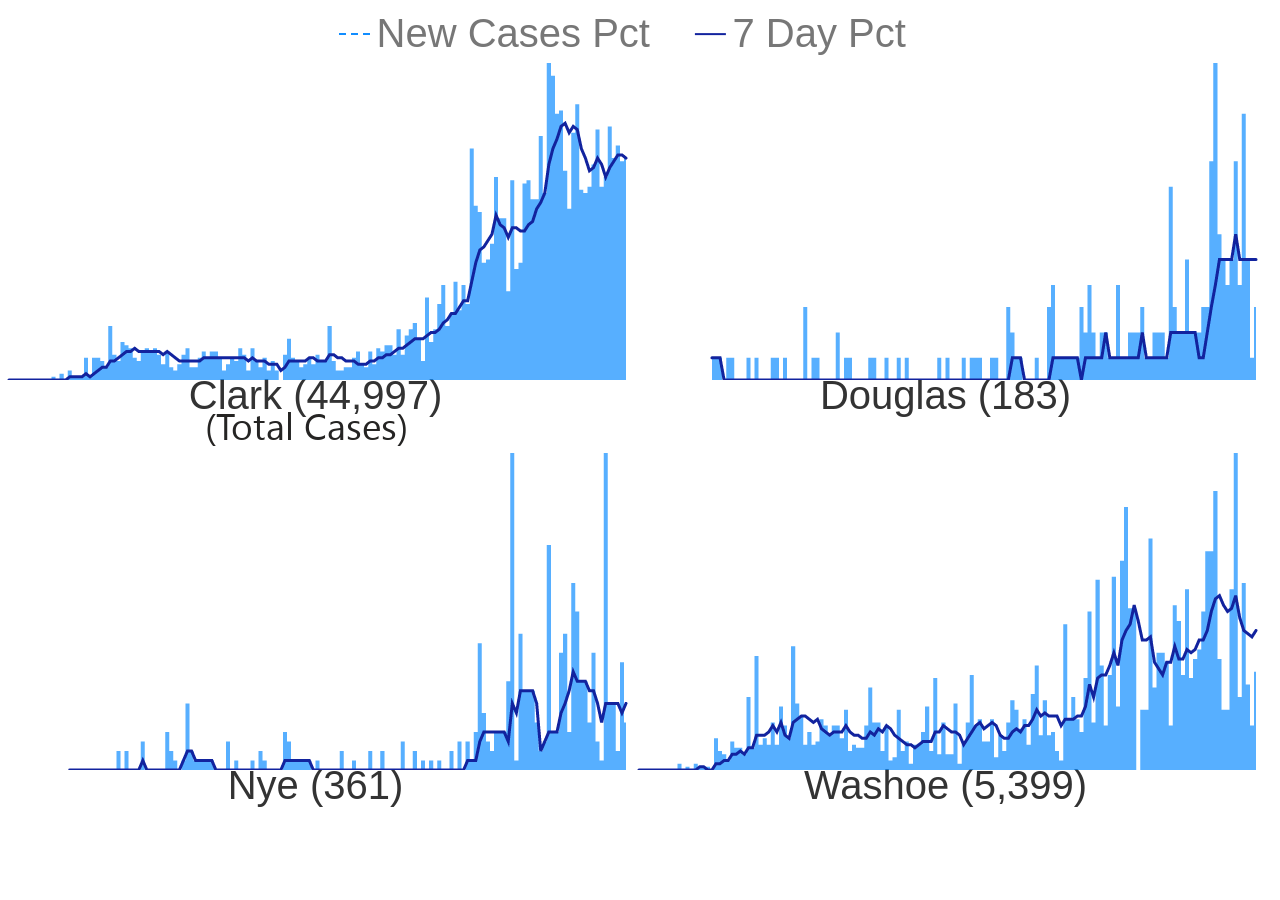 New Cases Pct 7 Day Pct
Clark (44,997) Douglas (183)
(Total Cases)
Nye (361) Washoe (5,399)